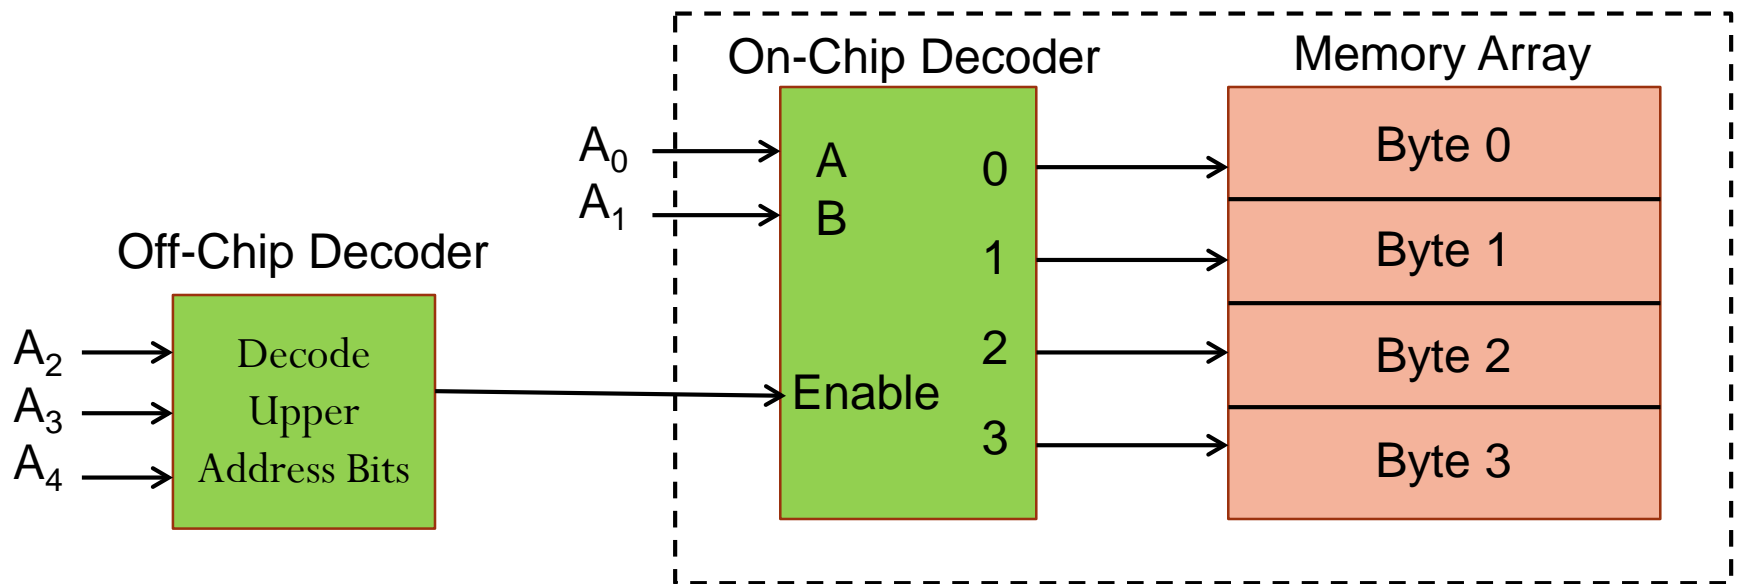 On-Chip Decoder
Memory Array
A₀
A₁
A
B
0
1
2
3
Enable
Byte 0
Byte 1
Byte 2
Byte 3
Off-Chip Decoder
A₂
A₃
A₄
Decode
Upper
Address Bits